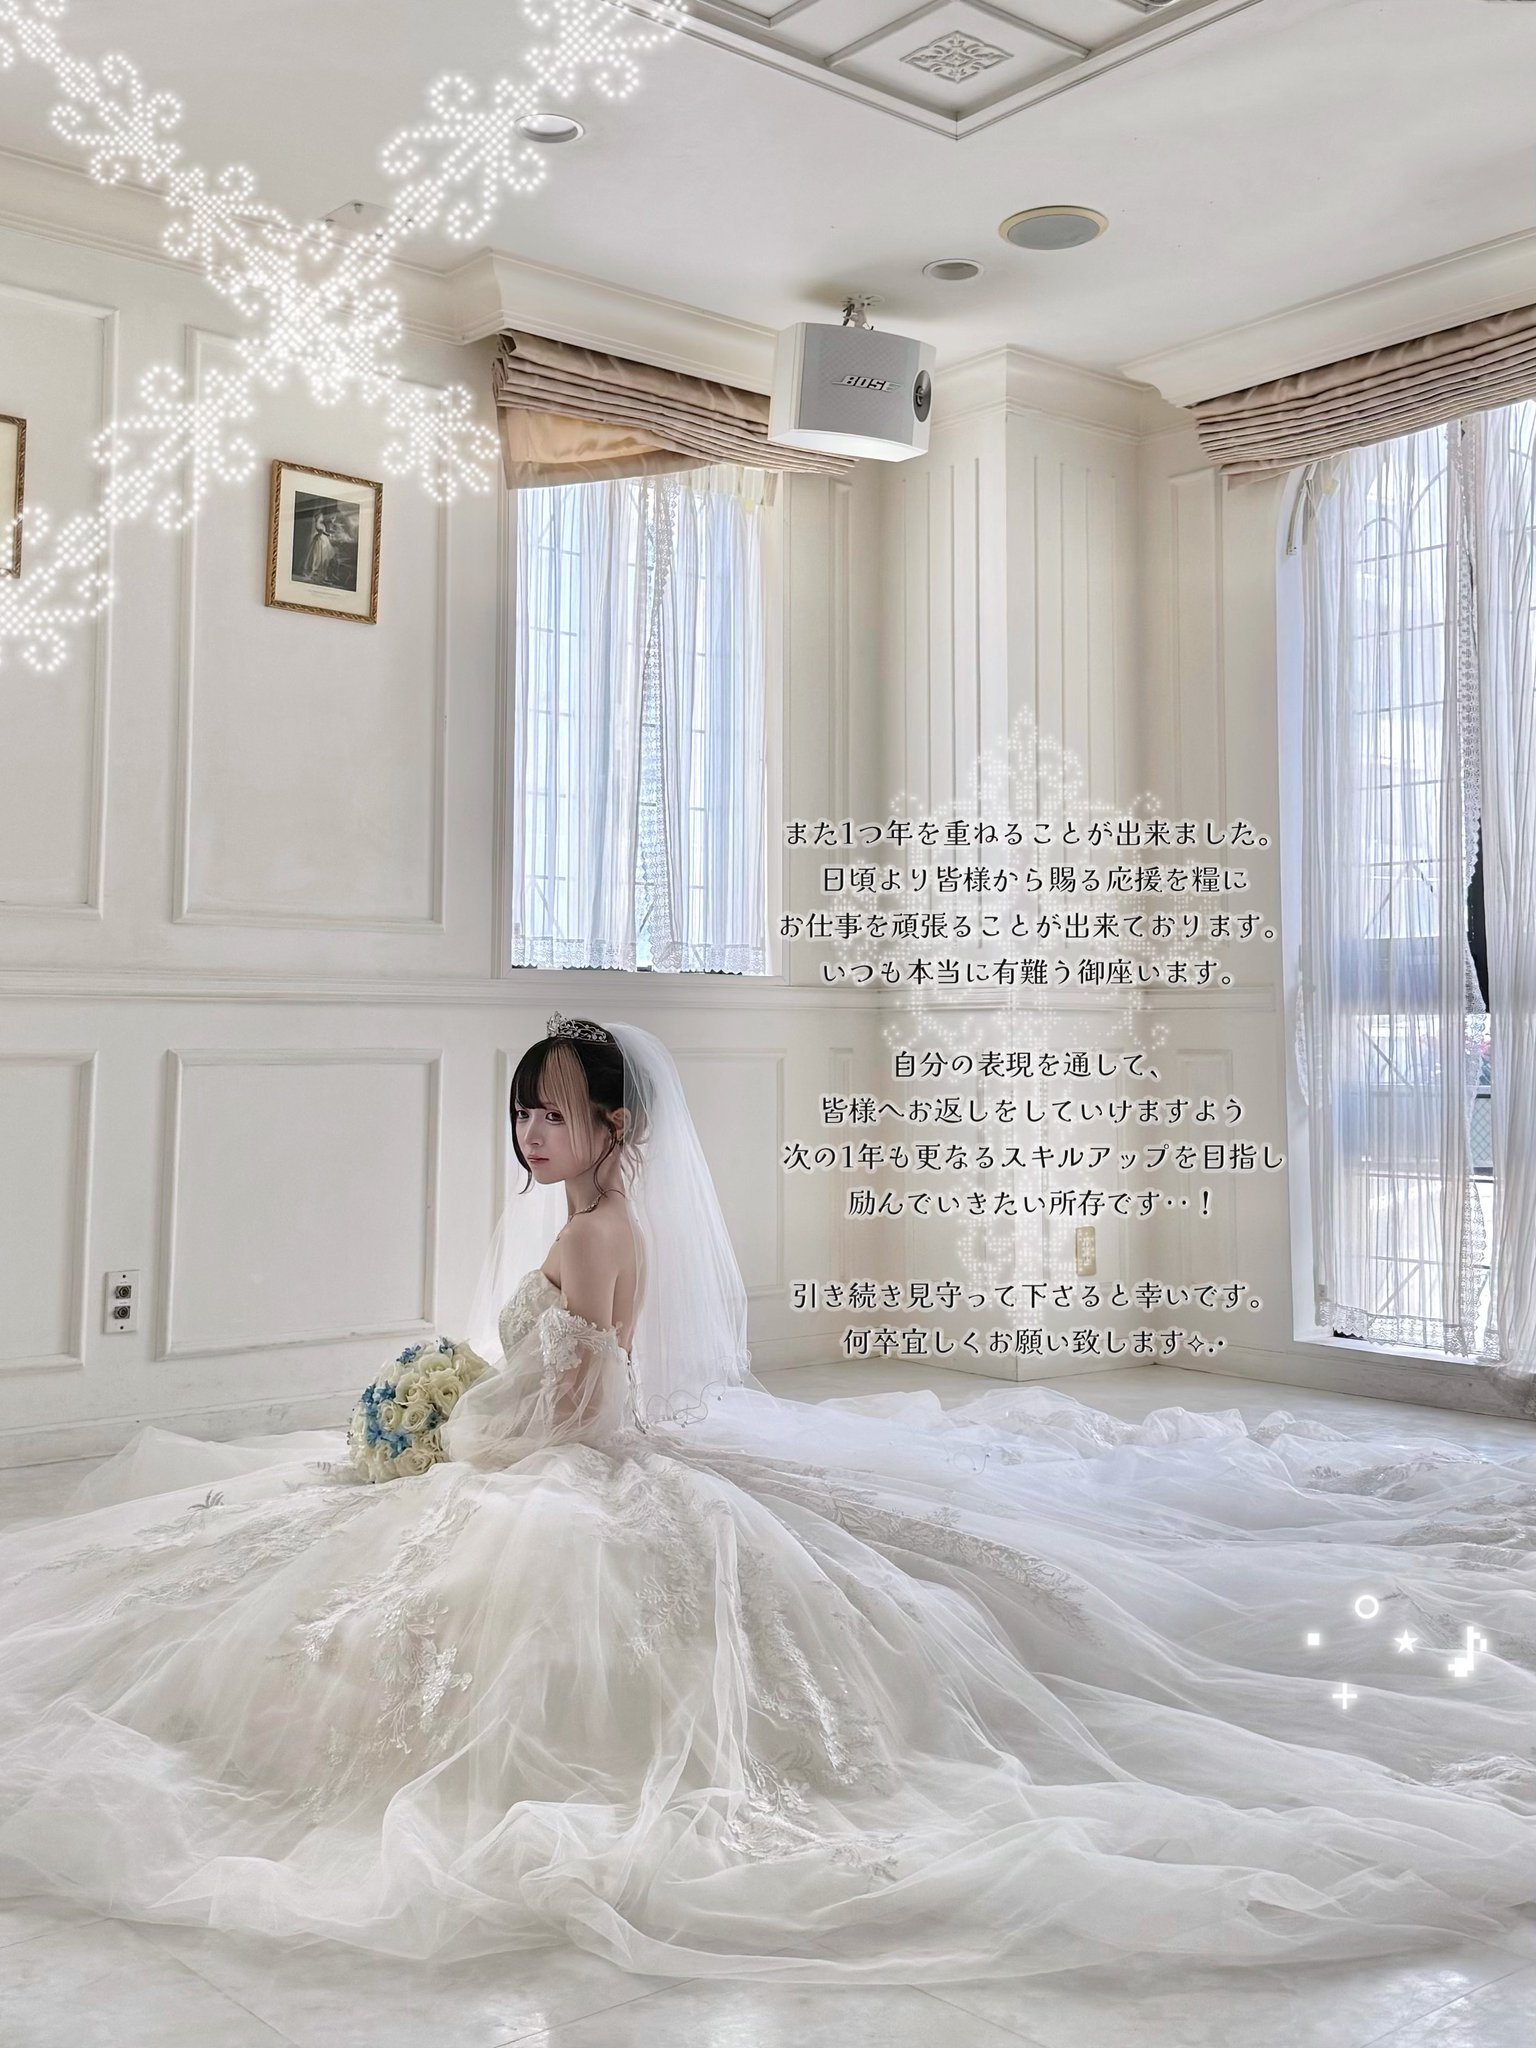 BOSE
また1つ年を重ねることが出来ました。
日頃より皆様から賜る応援を糧に
お仕事を頑張ることが出来ております。
いつも本当に有難う御座います。
自分の表現を通して、
皆様へお返しをしていけますよう
次の1年も更なるスキルアップを目指し
励んでいきたい所存です‥！
引き続き見守って下さると幸いです。
何卒宜しくお願い致します✧.·